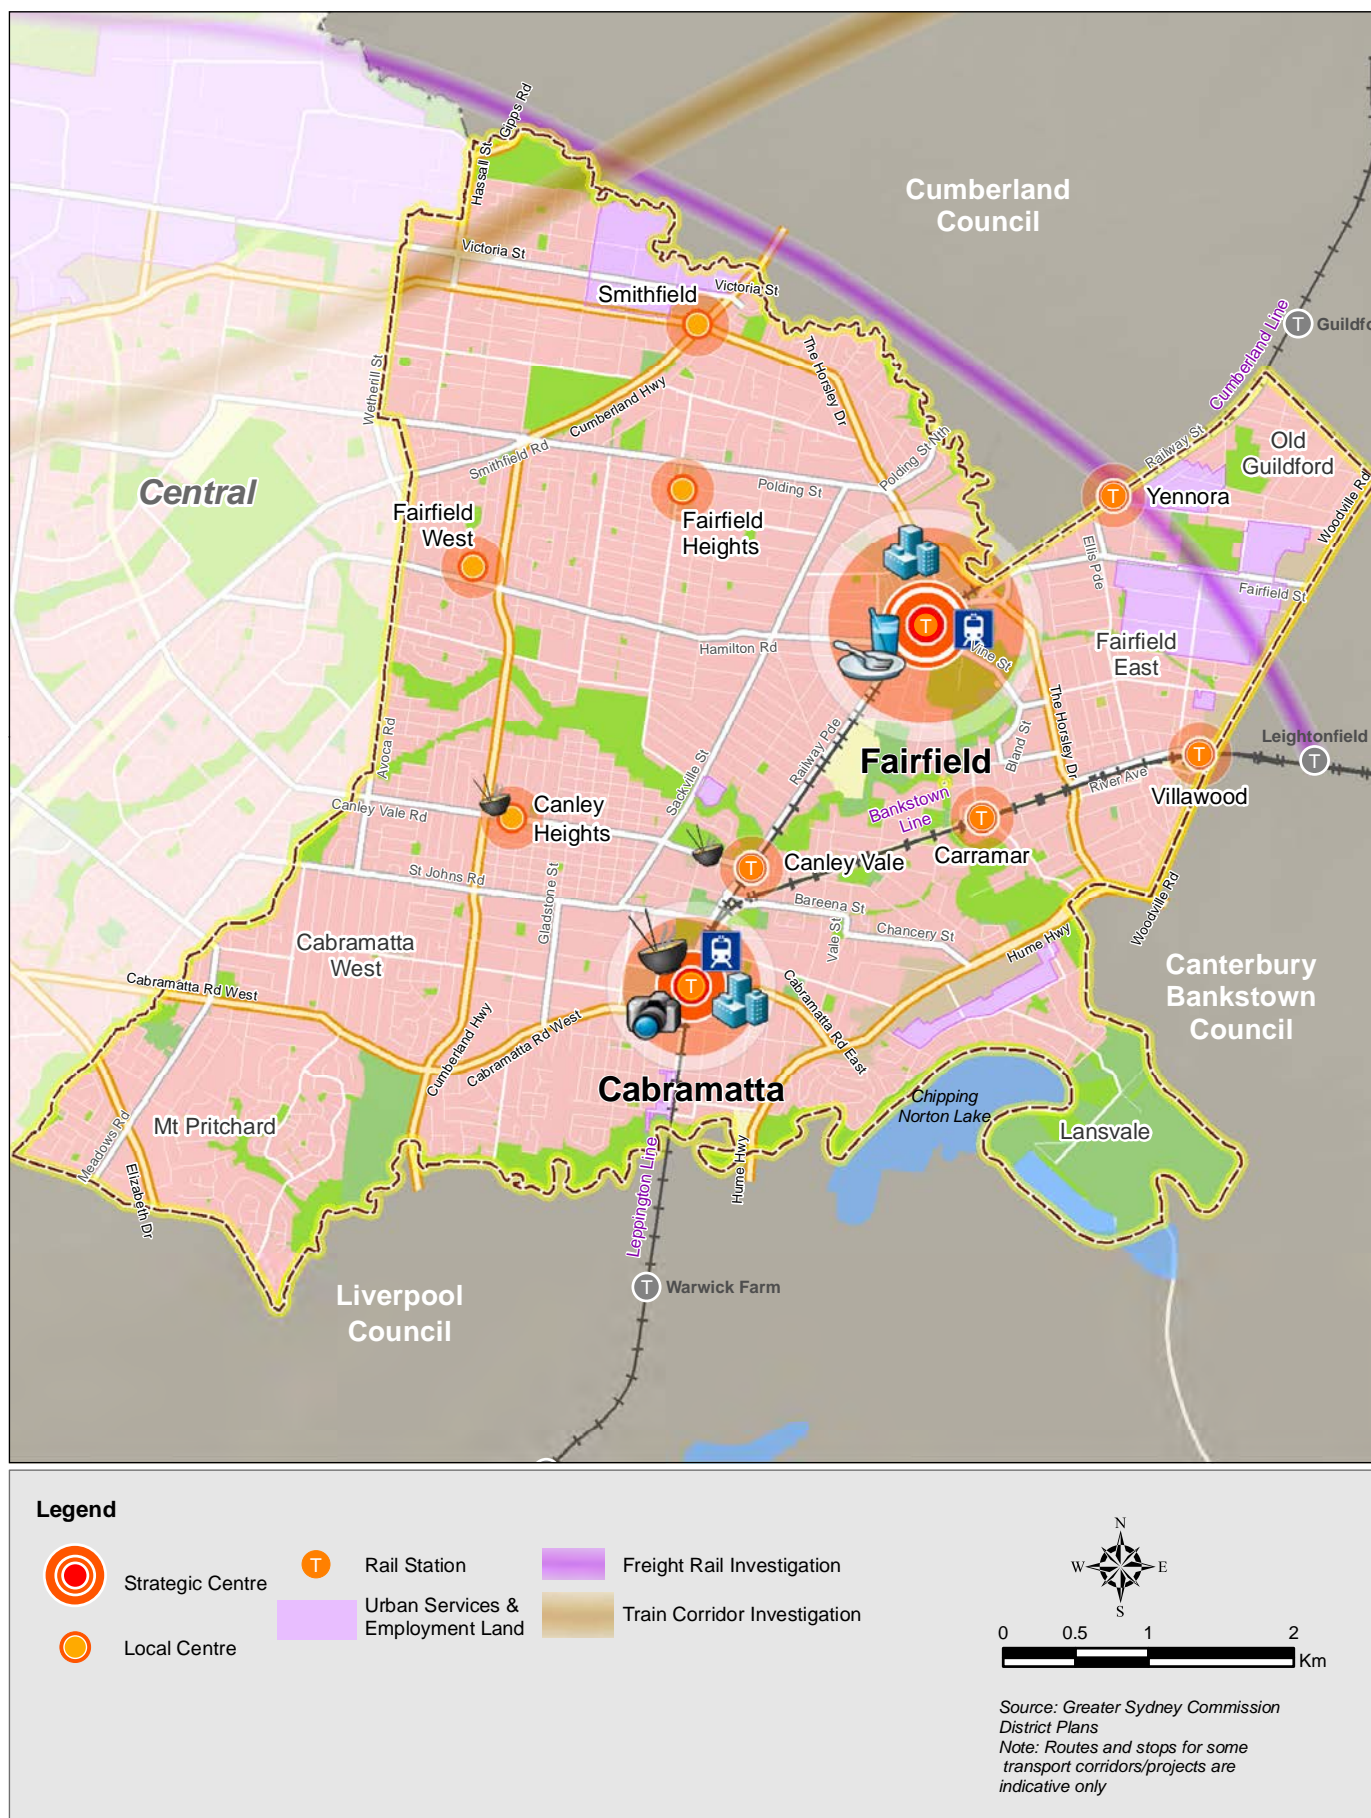 Gipps Rd
Hassall St
Cumberland
Council
Victoria St
Victoria St
Smithfield
Guildfo
Cumberland Line
The Horsley Dr
Wetherill St
Cumberland Hwy
Railway St
Old
Guildford
Polding St Nth
Smithfield Rd
Polding St
Central
Yennora
Woodville Rd
Fairfield
West
Fairfield
Heights
Ellis Pde
Fairfield St
T
T
T
Hamilton Rd
Vine St
Fairfield
East
The Horsley Dr
Avoca Rd
Railway Pde
Bland St
Leightonfield
Fairfield
Sackville St
T
T
River Ave
Villawood
Canley Vale Rd
Canley
Heights
Bankstown
Line
T
Carramar
T
Canley Vale
St Johns Rd
Gladstone St
Bareena St
Vale St
Chancery St
Woodville Rd
Hume Hwy
Cabramatta
West
Canterbury
Bankstown
Council
Cabramatta Rd West
T
Cumberland Hwy
Cabramatta Rd West
Cabramatta Rd East
Cabramatta
Chipping
Norton Lake
Mt Pritchard
Lansvale
Meadows Rd
Elizabeth Dr
Leppington Line
Hume Hwy
Liverpool
Council
T
Warwick Farm
Legend
Strategic Centre
Local Centre
T
Rail Station
Urban Services &
Employment Land
Freight Rail Investigation
Train Corridor Investigation
N
W
E
S
0
0.5
1
2
Km
Source: Greater Sydney Commission
District Plans
Note: Routes and stops for some
transport corridors/projects are
indicative only